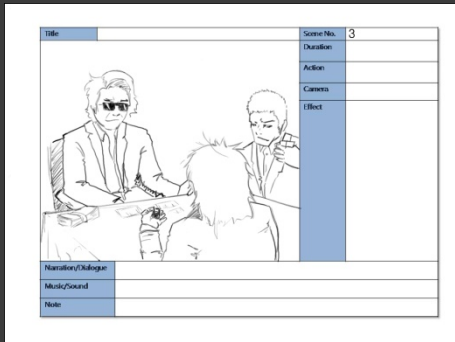 Title
Scene No. 3
Duration
Action
Camera
Effect
Narration/Dialogue
Music/Sound
Note